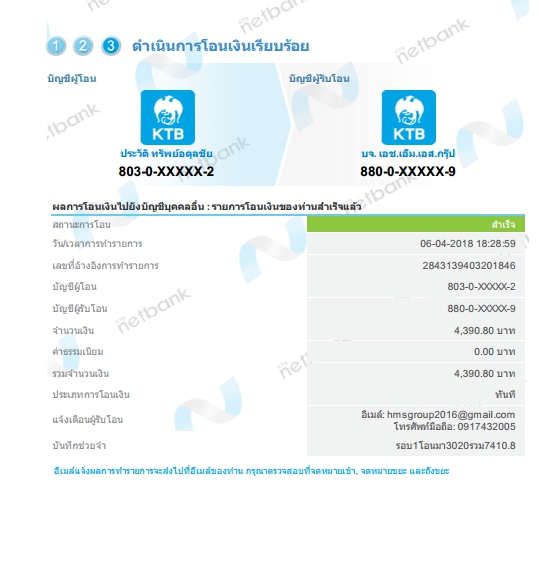 1 2 3 ดำเนินการโอนเงินเรียบร้อย
บัญชีผู้โอน บัญชีผู้รับโอน
KTB KTB
ประวัติ ทรัพย์อดุลชัย บจ. เอช.เอ็ม.เอส.กรุ๊ป
803-0-XXXXX-2 880-0-XXXXX-9
ผลการโอนเงินไปยังบัญชีบุคคลอื่น : รายการโอนเงินของท่านสำเร็จแล้ว
สถานะการโอน สำเร็จ
วัน/เวลาการทำรายการ 06-04-2018 18:28:59
เลขที่อ้างอิงการทำรายการ 2843139403201846
บัญชีผู้โอน 803-0-XXXXX-2
บัญชีผู้รับโอน 880-0-XXXXX-9
จำนวนเงิน 4,390.80 บาท
ค่าธรรมเนียม 0.00 บาท
รวมจำนวนเงิน 4,390.80 บาท
ประเภทการโอนเงิน ทันที
แจ้งเตือนผู้รับโอน อีเมล์: hmsgroup2016@gmail.com
โทรศัพท์มือถือ: 0917432005
บันทึกช่วยจำ รอบ1โอนมา3020รวม7410.8
อีเมล์แจ้งผลการทำรายการจะส่งไปที่อีเมล์ของท่าน กรุณาตรวจสอบที่จดหมายเข้า, จดหมายขยะ และถังขยะ
netbank